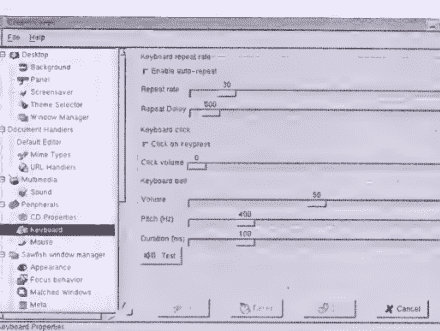 File Help
Desktop
Background
Panel
Screensaver
Theme Selector
Window Manager
Document Handlers
Default Editor
Mime Types
URL Handlers
Multimedia
Sound
Peripherals
CD Properties
Keyboard
Mouse
Sawfish window manager
Appearance
Focus behavior
Matched Windows
Meta
Keyboard repeat rate
Enable auto-repeat
30
Repeat rate
500
Repeat Delay
Keyboard click
Click on keypress
0
Click volume
Keyboard bell
50
Volume
400
Pitch (Hz)
100
Duration (ms)
Test
Cancel
Keyboard Properties